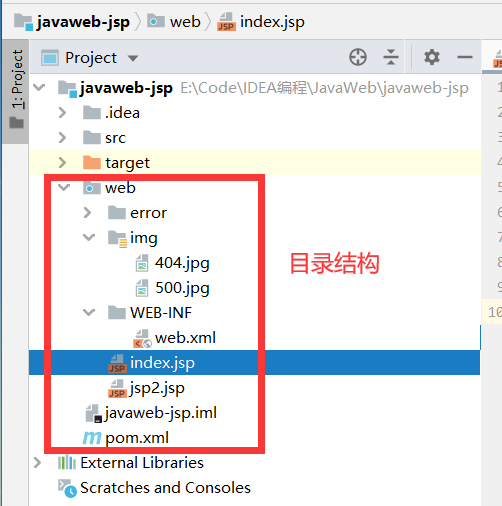 javaweb-jsp 〉 web 〉 index.jsp
1: Project
Project
javaweb-jsp E:\Code\IDEA编程\JavaWeb\javaweb-jsp
.idea
src
target
web
error
img
404.jpg
500.jpg
目录结构
WEB-INF
web.xml
index.jsp
jsp2.jsp
javaweb-jsp.iml
pom.xml
External Libraries
Scratches and Consoles
1
2
3
4
5
6
7
8
9
10